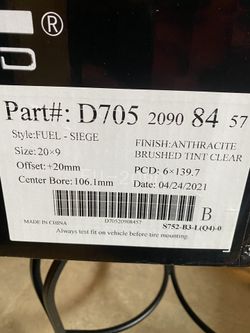 ®
Part#: D705 2090 84 57
Style:FUEL - SIEGE
FINISH:ANTHRACITE
BRUSHED TINT CLEAR
Size: 20×9
Offset: +20mm
PCD: 6×139.7
Center Bore: 106.1mm
Date: 04/24/2021
B
MADE IN CHINA
D70520908457
S752-B3-L(Q4)-0
Always test fit on vehicle before tire mounting.